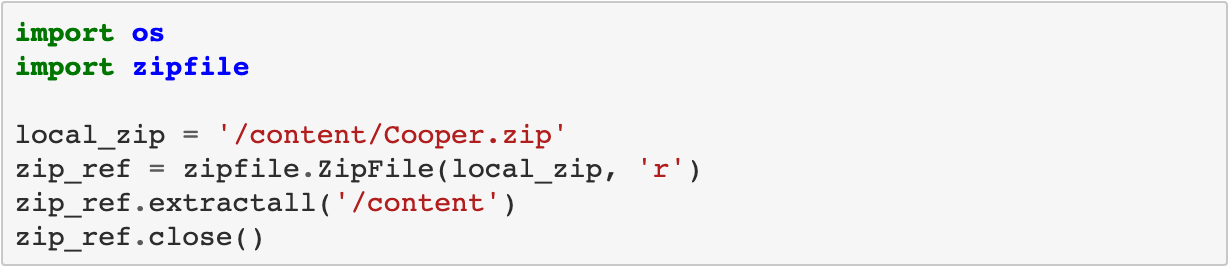 import os
import zipfile
local_zip = '/content/Cooper.zip'
zip_ref = zipfile.ZipFile(local_zip, 'r')
zip_ref.extractall('/content')
zip_ref.close()